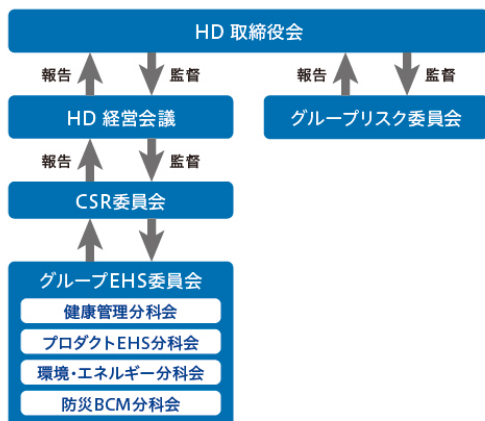 HD 取締役会
報告 監督 報告 監督
HD 経営会議 グループリスク委員会
報告 監督
CSR委員会
グループEHS委員会
健康管理分科会
プロダクトEHS分科会
環境・エネルギー分科会
防災BCM分科会